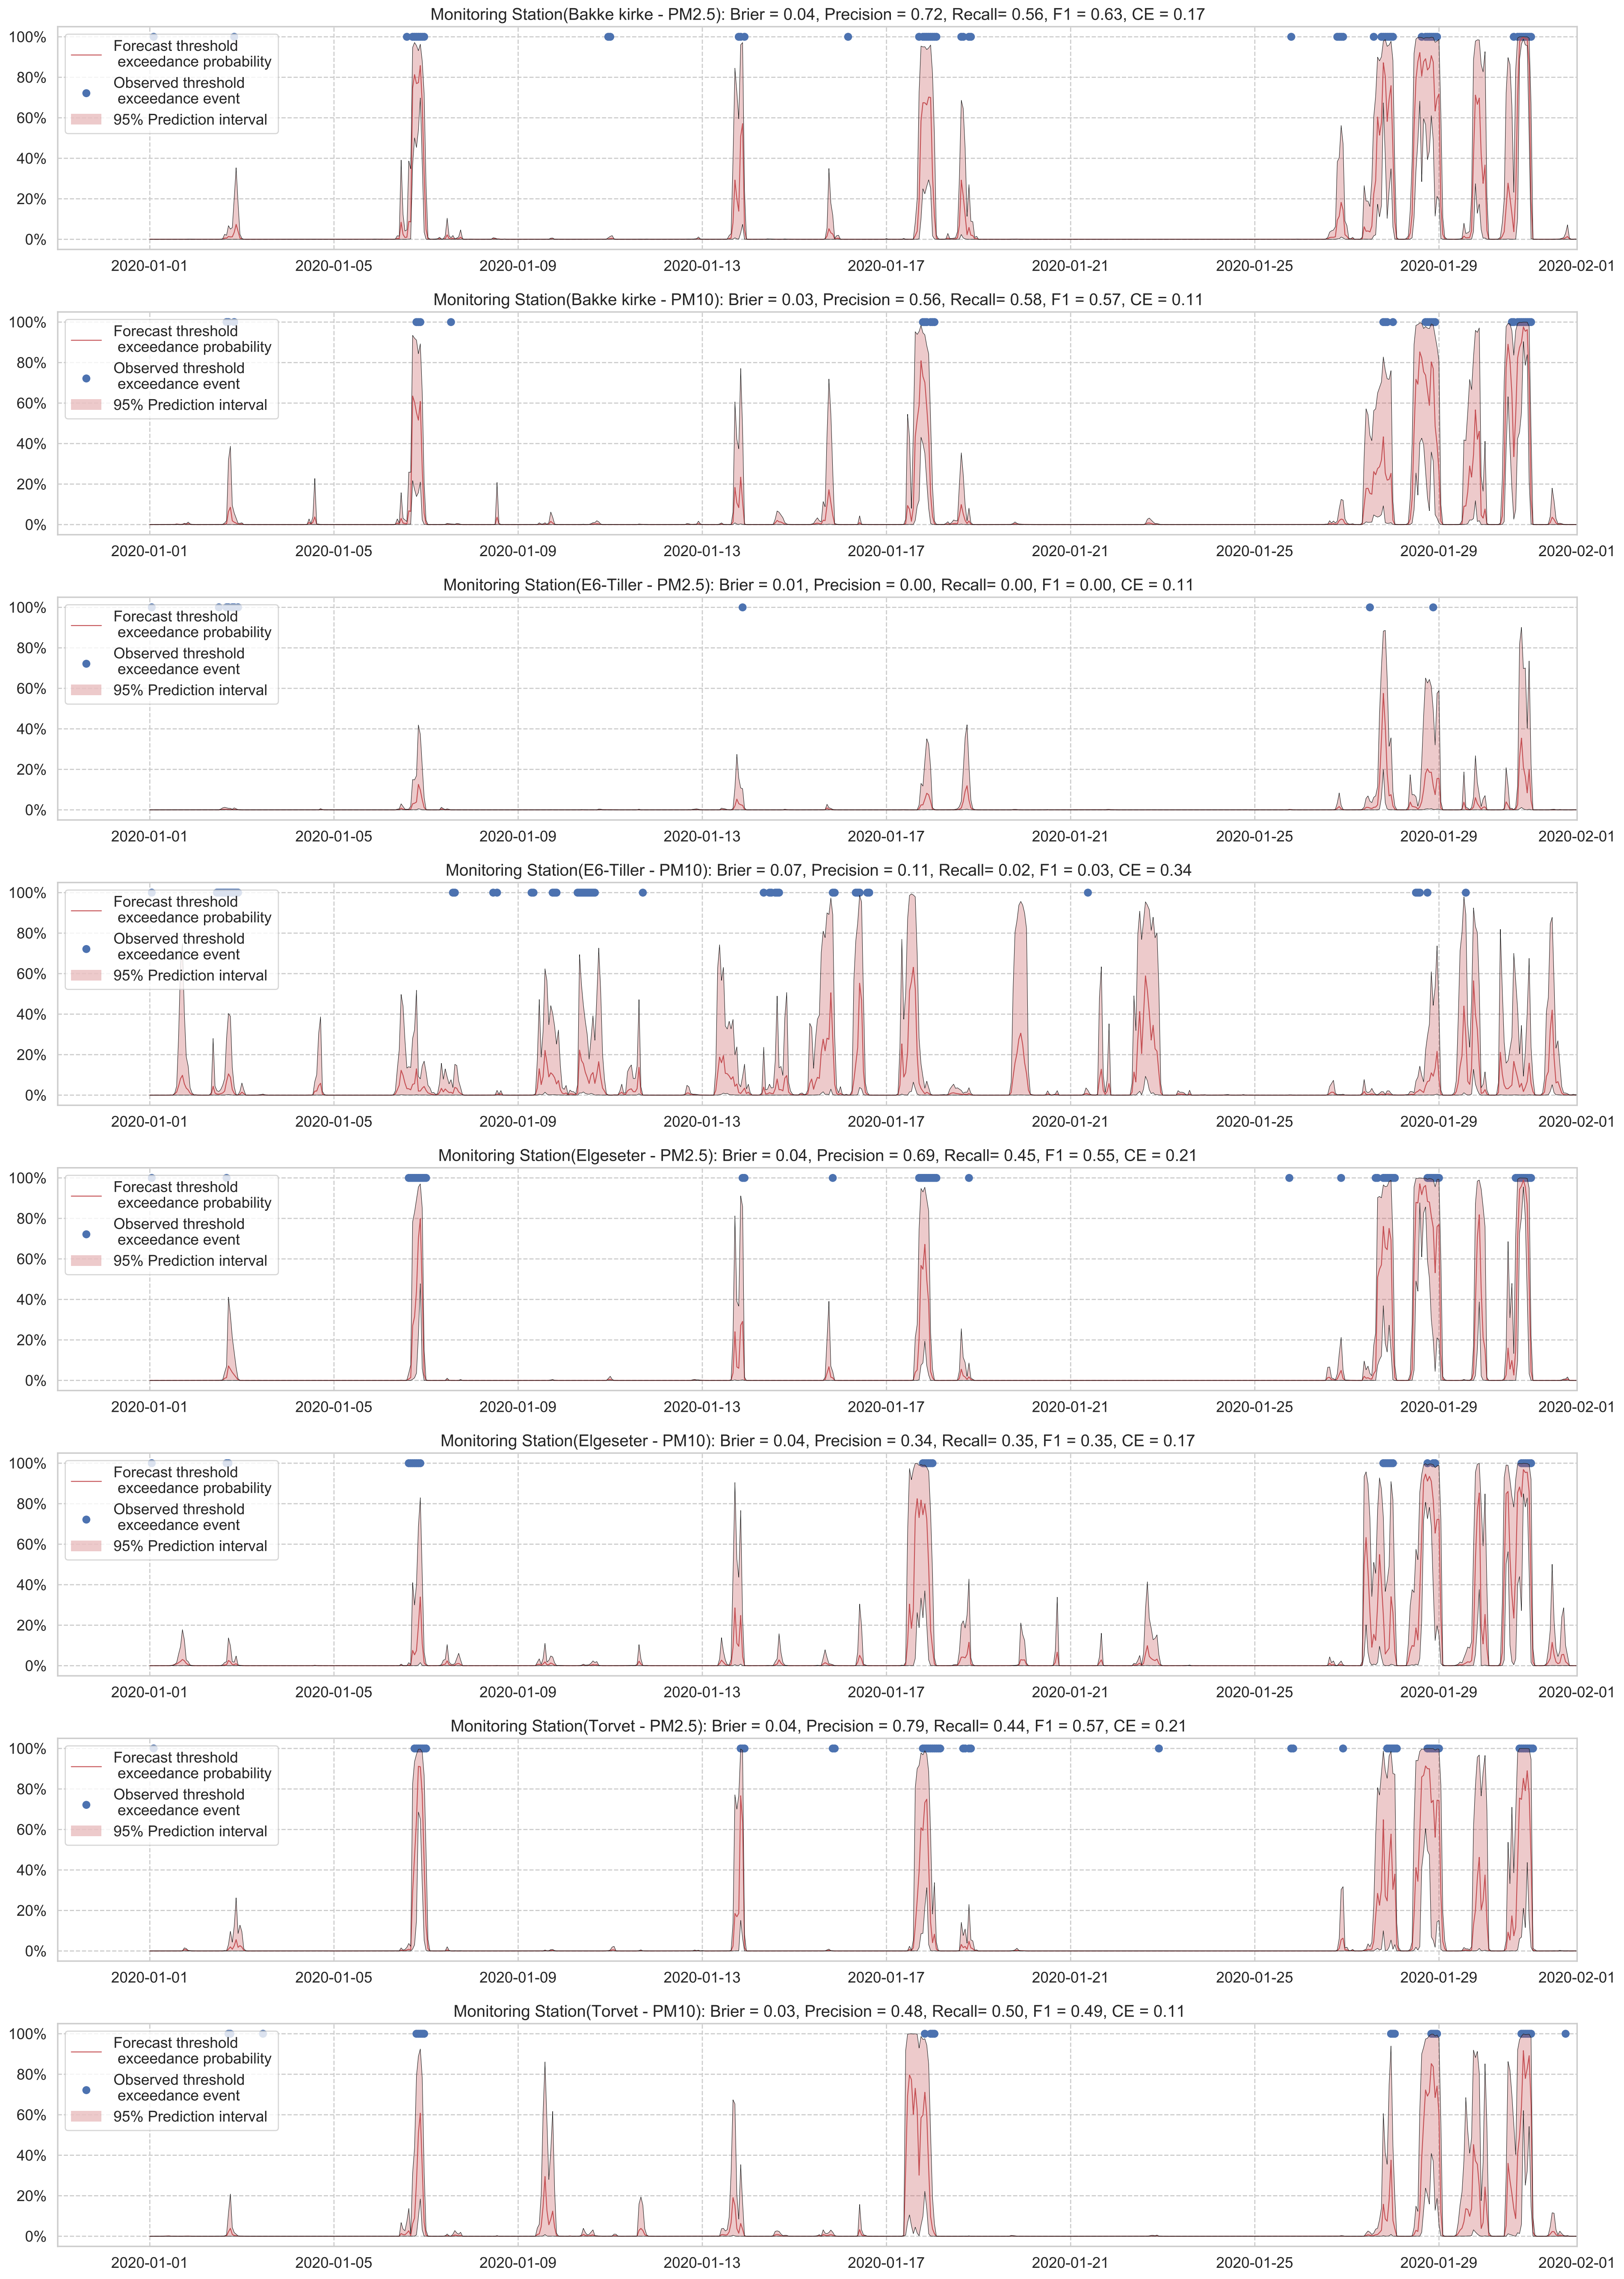 Monitoring Station(Bakke kirke - PM2.5): Brier = 0.04, Precision = 0.72, Recall= 0.56, F1 = 0.63, CE = 0.17
100%
80%
60%
40%
20%
0%
Forecast threshold
exceedance probability
Observed threshold
exceedance event
95% Prediction interval
2020-01-01 2020-01-05 2020-01-09 2020-01-13 2020-01-17 2020-01-21 2020-01-25 2020-01-29 2020-02-01
Monitoring Station(Bakke kirke - PM10): Brier = 0.03, Precision = 0.56, Recall= 0.58, F1 = 0.57, CE = 0.11
100%
80%
60%
40%
20%
0%
Forecast threshold
exceedance probability
Observed threshold
exceedance event
95% Prediction interval
2020-01-01 2020-01-05 2020-01-09 2020-01-13 2020-01-17 2020-01-21 2020-01-25 2020-01-29 2020-02-01
Monitoring Station(E6-Tiller - PM2.5): Brier = 0.01, Precision = 0.00, Recall= 0.00, F1 = 0.00, CE = 0.11
100%
80%
60%
40%
20%
0%
Forecast threshold
exceedance probability
Observed threshold
exceedance event
95% Prediction interval
2020-01-01 2020-01-05 2020-01-09 2020-01-13 2020-01-17 2020-01-21 2020-01-25 2020-01-29 2020-02-01
Monitoring Station(E6-Tiller - PM10): Brier = 0.07, Precision = 0.11, Recall= 0.02, F1 = 0.03, CE = 0.34
100%
80%
60%
40%
20%
0%
Forecast threshold
exceedance probability
Observed threshold
exceedance event
95% Prediction interval
2020-01-01 2020-01-05 2020-01-09 2020-01-13 2020-01-17 2020-01-21 2020-01-25 2020-01-29 2020-02-01
Monitoring Station(Elgeseter - PM2.5): Brier = 0.04, Precision = 0.69, Recall= 0.45, F1 = 0.55, CE = 0.21
100%
80%
60%
40%
20%
0%
Forecast threshold
exceedance probability
Observed threshold
exceedance event
95% Prediction interval
2020-01-01 2020-01-05 2020-01-09 2020-01-13 2020-01-17 2020-01-21 2020-01-25 2020-01-29 2020-02-01
Monitoring Station(Elgeseter - PM10): Brier = 0.04, Precision = 0.34, Recall= 0.35, F1 = 0.35, CE = 0.17
100%
80%
60%
40%
20%
0%
Forecast threshold
exceedance probability
Observed threshold
exceedance event
95% Prediction interval
2020-01-01 2020-01-05 2020-01-09 2020-01-13 2020-01-17 2020-01-21 2020-01-25 2020-01-29 2020-02-01
Monitoring Station(Torvet - PM2.5): Brier = 0.04, Precision = 0.79, Recall= 0.44, F1 = 0.57, CE = 0.21
100%
80%
60%
40%
20%
0%
Forecast threshold
exceedance probability
Observed threshold
exceedance event
95% Prediction interval
2020-01-01 2020-01-05 2020-01-09 2020-01-13 2020-01-17 2020-01-21 2020-01-25 2020-01-29 2020-02-01
Monitoring Station(Torvet - PM10): Brier = 0.03, Precision = 0.48, Recall= 0.50, F1 = 0.49, CE = 0.11
100%
80%
60%
40%
20%
0%
Forecast threshold
exceedance probability
Observed threshold
exceedance event
95% Prediction interval
2020-01-01 2020-01-05 2020-01-09 2020-01-13 2020-01-17 2020-01-21 2020-01-25 2020-01-29 2020-02-01